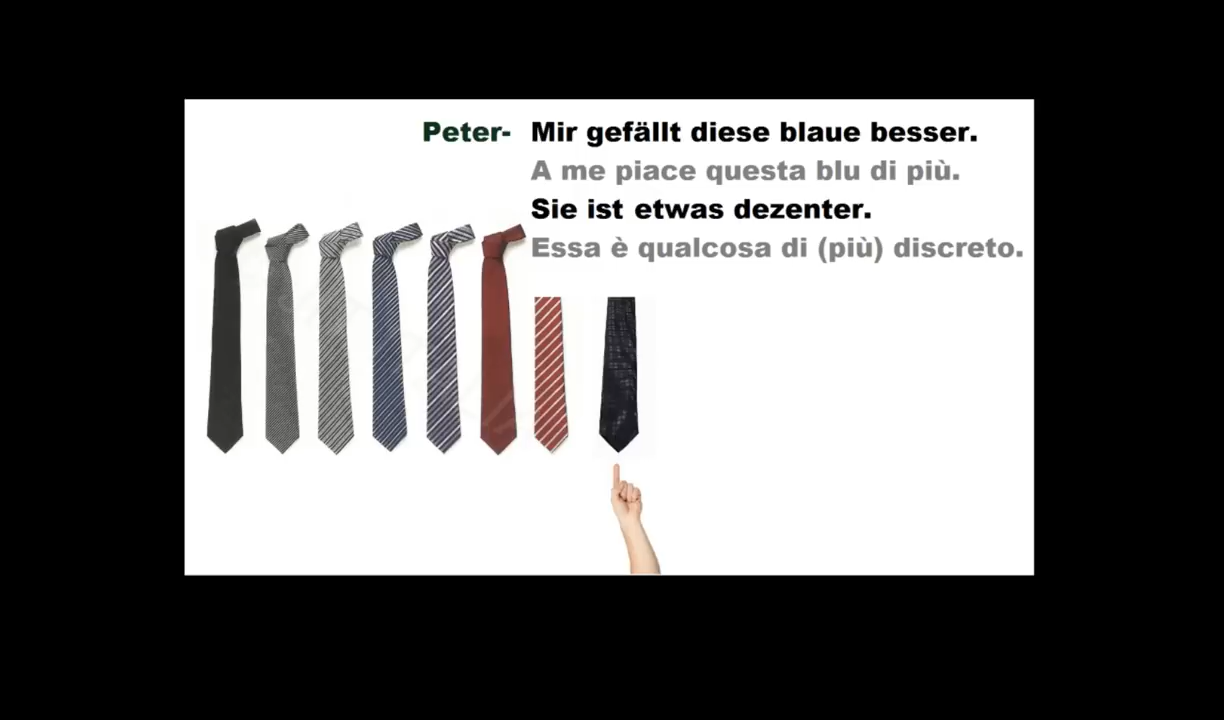 Peter- Mir gefällt diese blaue besser.
A me piace questa blu di più.
Sie ist etwas dezenter.
Essa è qualcosa di (più) discreto.